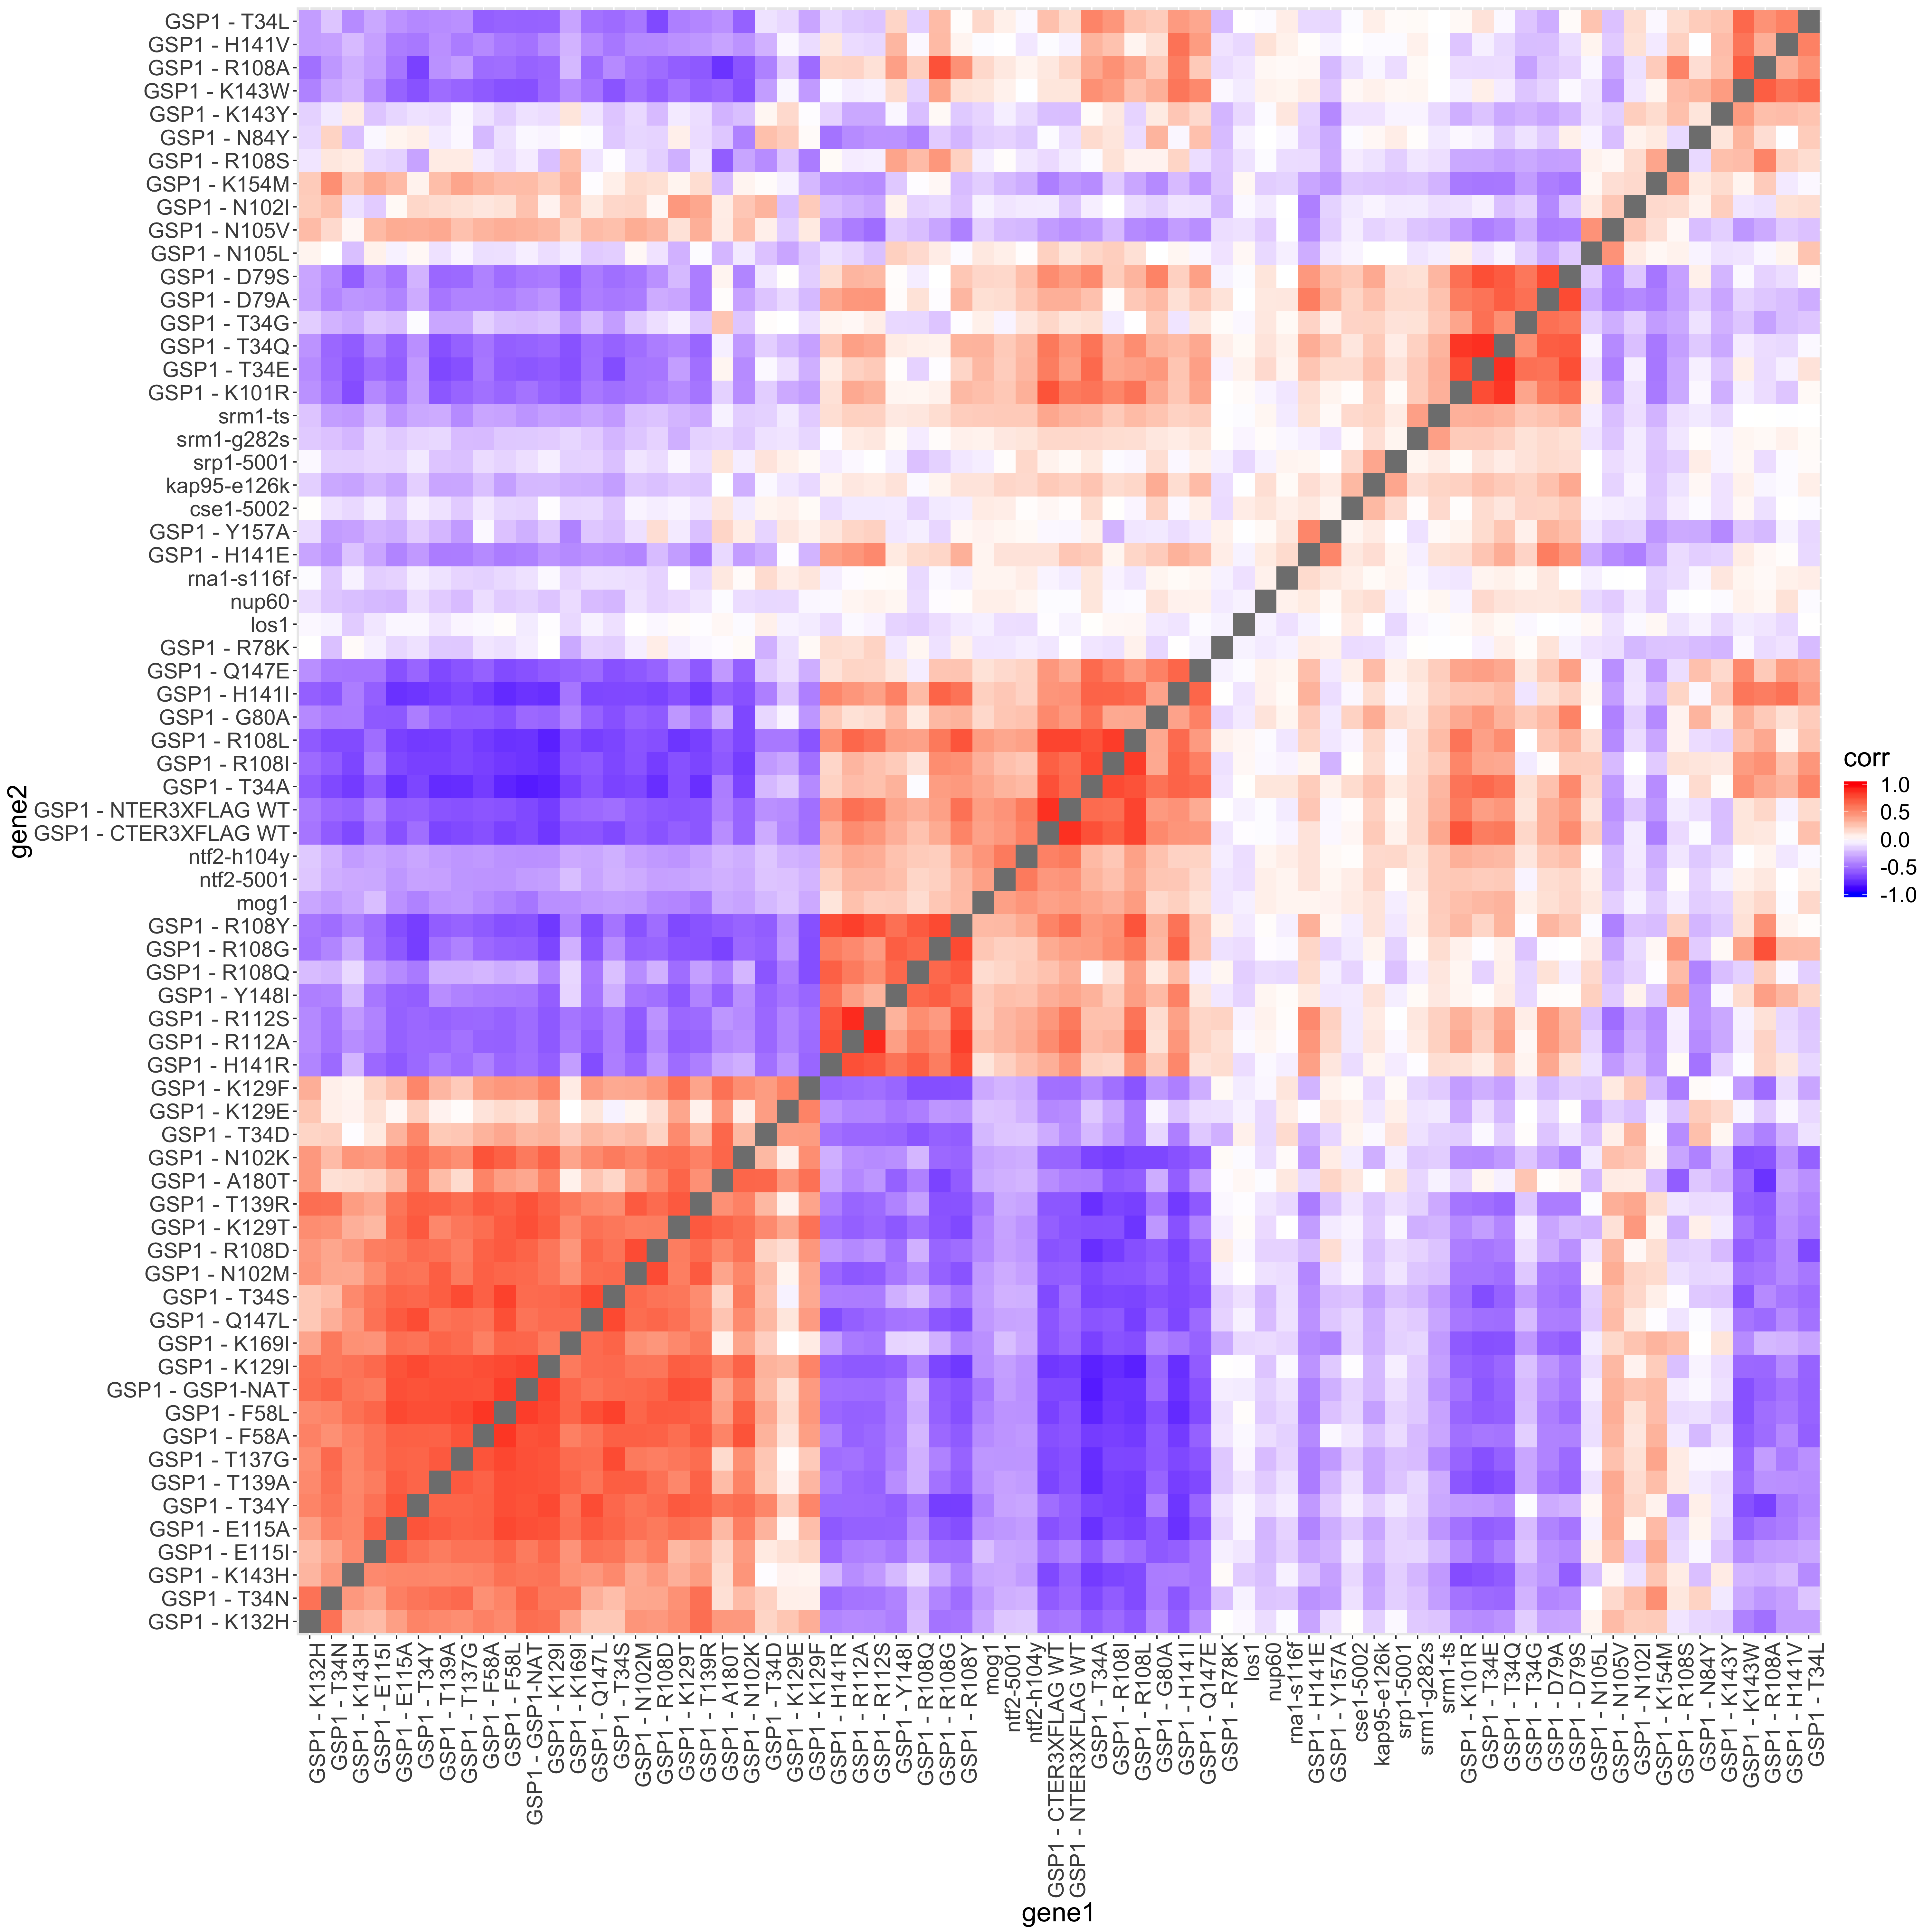 GSP1 - T34L
GSP1 - H141V
GSP1 - R108A
GSP1 - K143W
GSP1 - K143Y
GSP1 - N84Y
GSP1 - R108S
GSP1 - K154M
GSP1 - N102I
GSP1 - N105V
GSP1 - N105L
GSP1 - D79S
GSP1 - D79A
GSP1 - T34G
GSP1 - T34Q
GSP1 - T34E
GSP1 - K101R
srm1-ts
srm1-g282s
srp1-5001
kap95-e126k
cse1-5002
GSP1 - Y157A
GSP1 - H141E
rna1-s116f
nup60
los1
GSP1 - R78K
GSP1 - Q147E
GSP1 - H141I
GSP1 - G80A
GSP1 - R108L
GSP1 - R108I
GSP1 - T34A
GSP1 - NTER3XFLAG WT
GSP1 - CTER3XFLAG WT
ntf2-h104y
ntf2-5001
mog1
GSP1 - R108Y
GSP1 - R108G
GSP1 - R108Q
GSP1 - Y148I
GSP1 - R112S
GSP1 - R112A
GSP1 - H141R
GSP1 - K129F
GSP1 - K129E
GSP1 - T34D
GSP1 - N102K
GSP1 - A180T
GSP1 - T139R
GSP1 - K129T
GSP1 - R108D
GSP1 - N102M
GSP1 - T34S
GSP1 - Q147L
GSP1 - K169I
GSP1 - K129I
GSP1 - GSP1-NAT
GSP1 - F58L
GSP1 - F58A
GSP1 - T137G
GSP1 - T139A
GSP1 - T34Y
GSP1 - E115A
GSP1 - E115I
GSP1 - K143H
GSP1 - T34N
GSP1 - K132H
gene2
GSP1 - K132H
GSP1 - T34N
GSP1 - K143H
GSP1 - E115I
GSP1 - E115A
GSP1 - T34Y
GSP1 - T139A
GSP1 - T137G
GSP1 - F58A
GSP1 - F58L
GSP1 - GSP1-NAT
GSP1 - K129I
GSP1 - K169I
GSP1 - Q147L
GSP1 - T34S
GSP1 - N102M
GSP1 - R108D
GSP1 - K129T
GSP1 - T139R
GSP1 - A180T
GSP1 - N102K
GSP1 - T34D
GSP1 - K129E
GSP1 - K129F
GSP1 - H141R
GSP1 - R112A
GSP1 - R112S
GSP1 - Y148I
GSP1 - R108Q
GSP1 - R108G
GSP1 - R108Y
mog1
ntf2-5001
ntf2-h104y
GSP1 - CTER3XFLAG WT
GSP1 - NTER3XFLAG WT
GSP1 - T34A
GSP1 - R108I
GSP1 - R108L
GSP1 - G80A
GSP1 - H141I
GSP1 - Q147E
GSP1 - R78K
los1
nup60
rna1-s116f
GSP1 - H141E
GSP1 - Y157A
cse1-5002
kap95-e126k
srp1-5001
srm1-g282s
srm1-ts
GSP1 - K101R
GSP1 - T34E
GSP1 - T34Q
GSP1 - T34G
GSP1 - D79A
GSP1 - D79S
GSP1 - N105L
GSP1 - N105V
GSP1 - N102I
GSP1 - K154M
GSP1 - R108S
GSP1 - N84Y
GSP1 - K143Y
GSP1 - K143W
GSP1 - R108A
GSP1 - H141V
GSP1 - T34L
gene1
corr
1.0
0.5
0.0
-0.5
-1.0